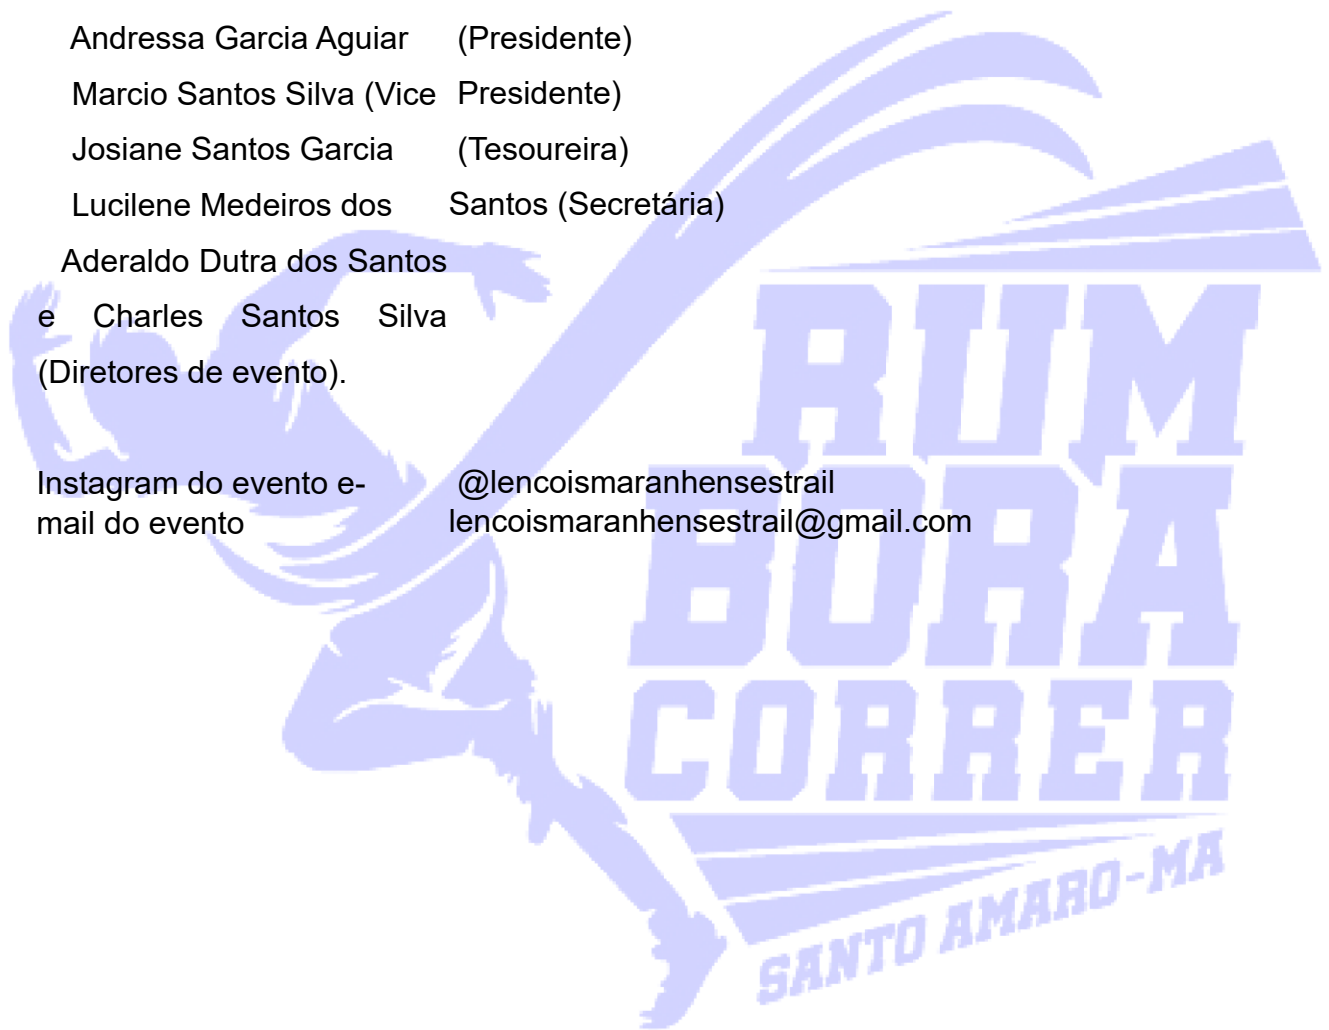 Andressa Garcia Aguiar (Presidente)
Marcio Santos Silva (Vice Presidente)
Josiane Santos Garcia (Tesoureira)
Lucilene Medeiros dos Santos (Secretária)
Aderaldo Dutra dos Santos
e Charles Santos Silva
(Diretores de evento).
Instagram do evento e- @lencoismaranhensestrail
mail do evento lencoismaranhensestrail@gmail.com
RUM
BORA
CORRER
SANTO AMARO-MA